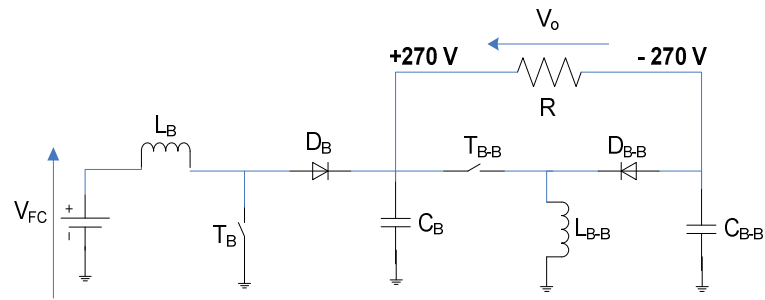 Vo
+270 V
- 270 V
R
LB
DB
TB-B
DB-B
VFC
+
TB
CB
LB-B
CB-B